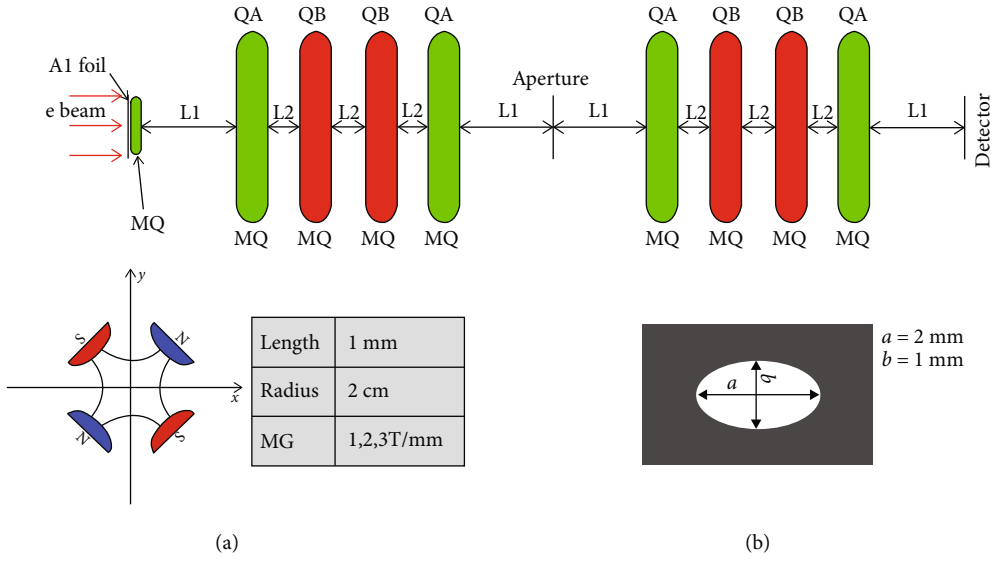 QA QB QB QA QA QB QB QA
A1 foil
Aperture
e beam
L1 L2 L2 L2 L1 L1 L2 L2 L2 L1
Detector
MQ
MQ MQ MQ MQ MQ MQ MQ MQ
y
S N
x
N S
Length 1 mm
Radius 2 cm
MG 1,2,3T/mm
a = 2 mm
b = 1 mm
a b
(a) (b)